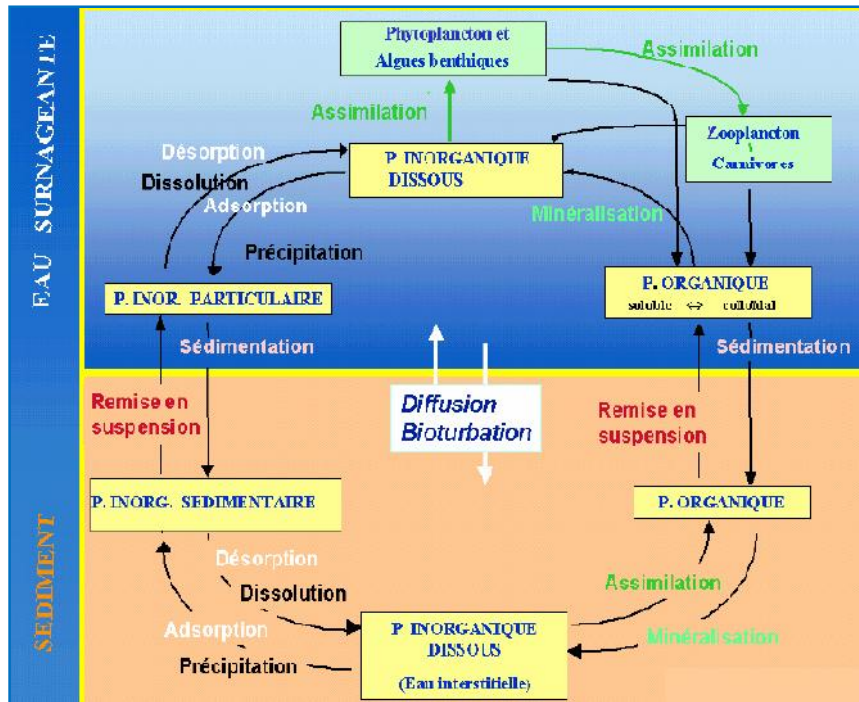 EAU SURNAGEANTE
Phytoplancton et
Algues benthiques
Assimilation
Assimilation
Zooplancton
Carnivores
Désorption
P. INORGANIQUE
DISSOUS
Dissolution
Adsorption
Minéralisation
Précipitation
P. INOR. PARTICULAIRE
P. ORGANIQUE
soluble ⇔ colloïdal
Sédimentation
Sédimentation
SEDIMENT
Remise en
suspension
Diffusion
Bioturbation
Remise en
suspension
P. INORG. SEDIMENTAIRE
P. ORGANIQUE
Désorption
Dissolution
Assimilation
Adsorption
Précipitation
P. INORGANIQUE
DISSOUS
(Eau interstitielle)
Minéralisation